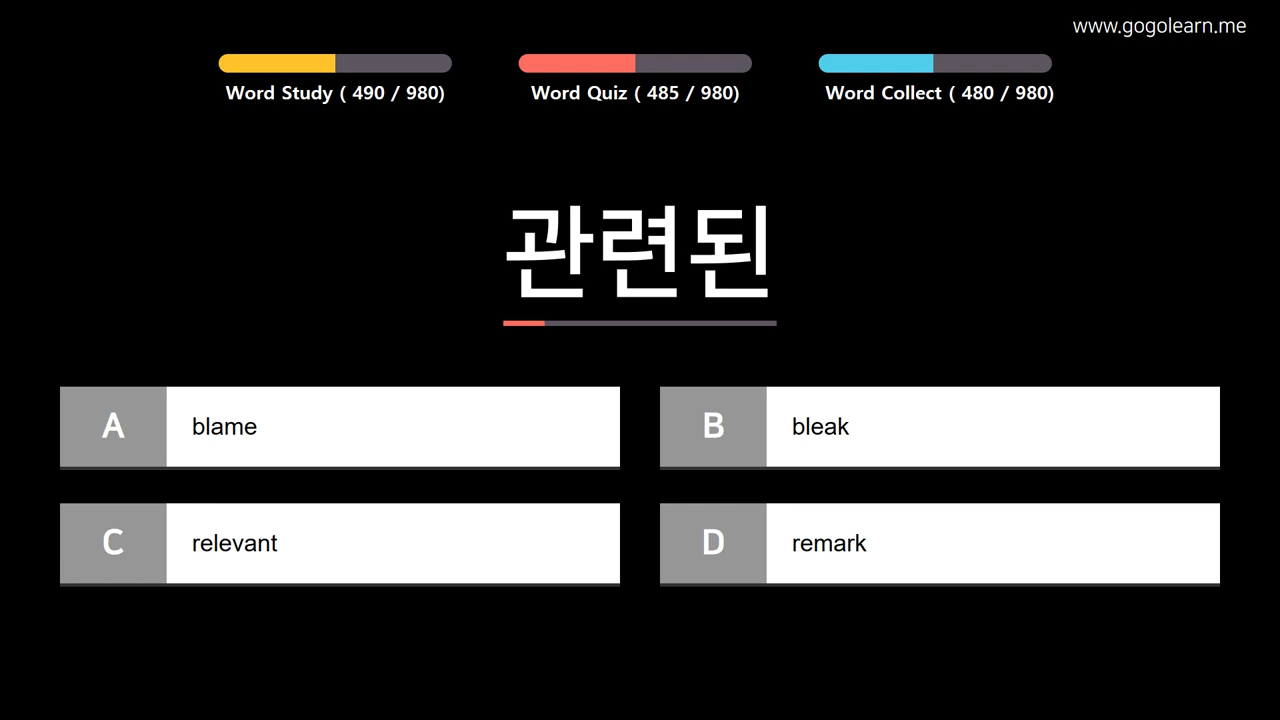 www.gogolearn.me
Word Study ( 490 / 980)
Word Quiz ( 485 / 980)
Word Collect ( 480 / 980)
관련된
A blame
B bleak
C relevant
D remark